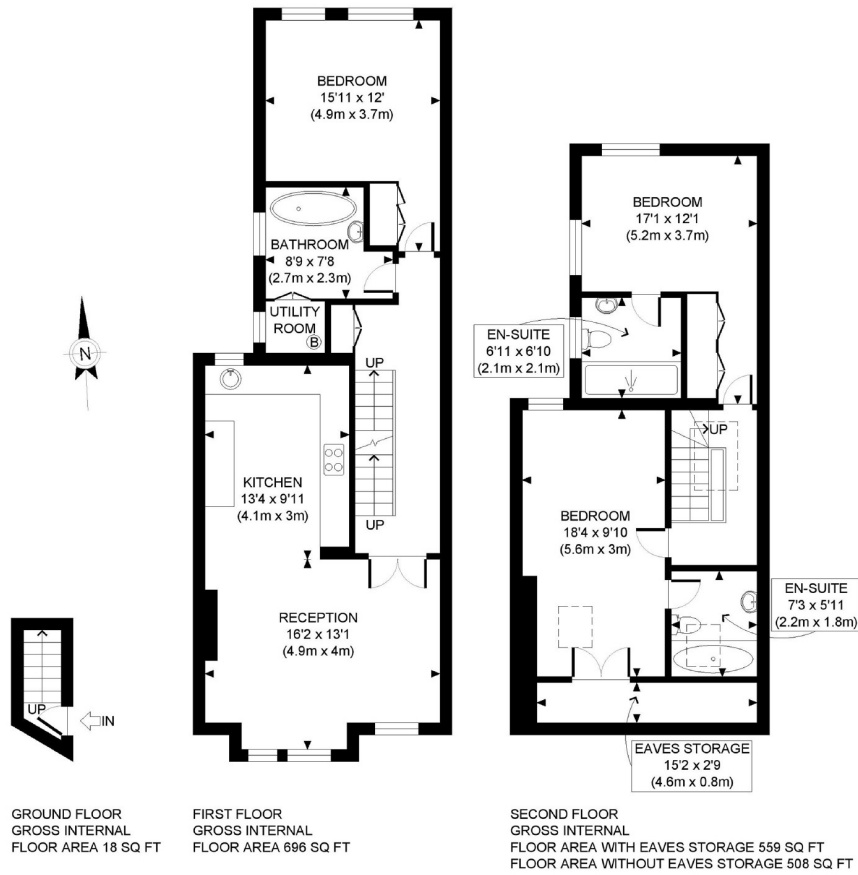 BEDROOM
15'11 x 12'
(4.9m x 3.7m)
BATHROOM
8'9 x 7'8
(2.7m x 2.3m)
UTILITY
ROOM
B
UP
UP
KITCHEN
13'4 x 9'11
(4.1m x 3m)
RECEPTION
16'2 x 13'1
(4.9m x 4m)
N
UP
IN
BEDROOM
17'1 x 12'1
(5.2m x 3.7m)
EN-SUITE
6'11 x 6'10
(2.1m x 2.1m)
UP
BEDROOM
18'4 x 9'10
(5.6m x 3m)
EN-SUITE
7'3 x 5'11
(2.2m x 1.8m)
EAVES STORAGE
15'2 x 2'9
(4.6m x 0.8m)
GROUND FLOOR
GROSS INTERNAL
FLOOR AREA 18 SQ FT
FIRST FLOOR
GROSS INTERNAL
FLOOR AREA 696 SQ FT
SECOND FLOOR
GROSS INTERNAL
FLOOR AREA WITH EAVES STORAGE 559 SQ FT
FLOOR AREA WITHOUT EAVES STORAGE 508 SQ FT